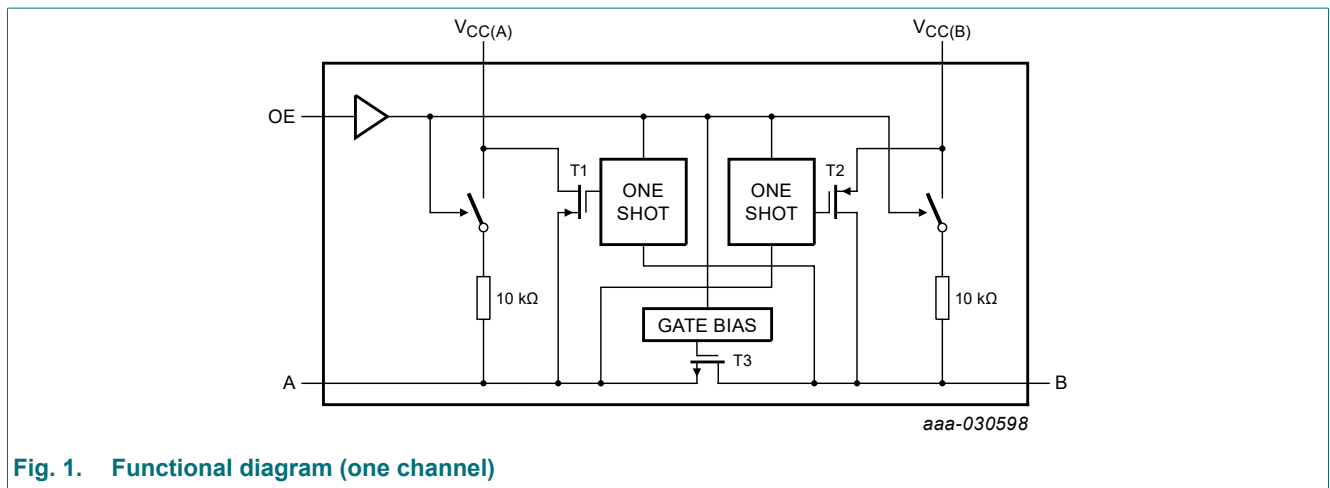 VCC(A)
VCC(B)
OE
T1
ONE
SHOT
ONE
SHOT
T2
10 kΩ
10 kΩ
GATE BIAS
T3
A
B
aaa-030598
Fig. 1. Functional diagram (one channel)